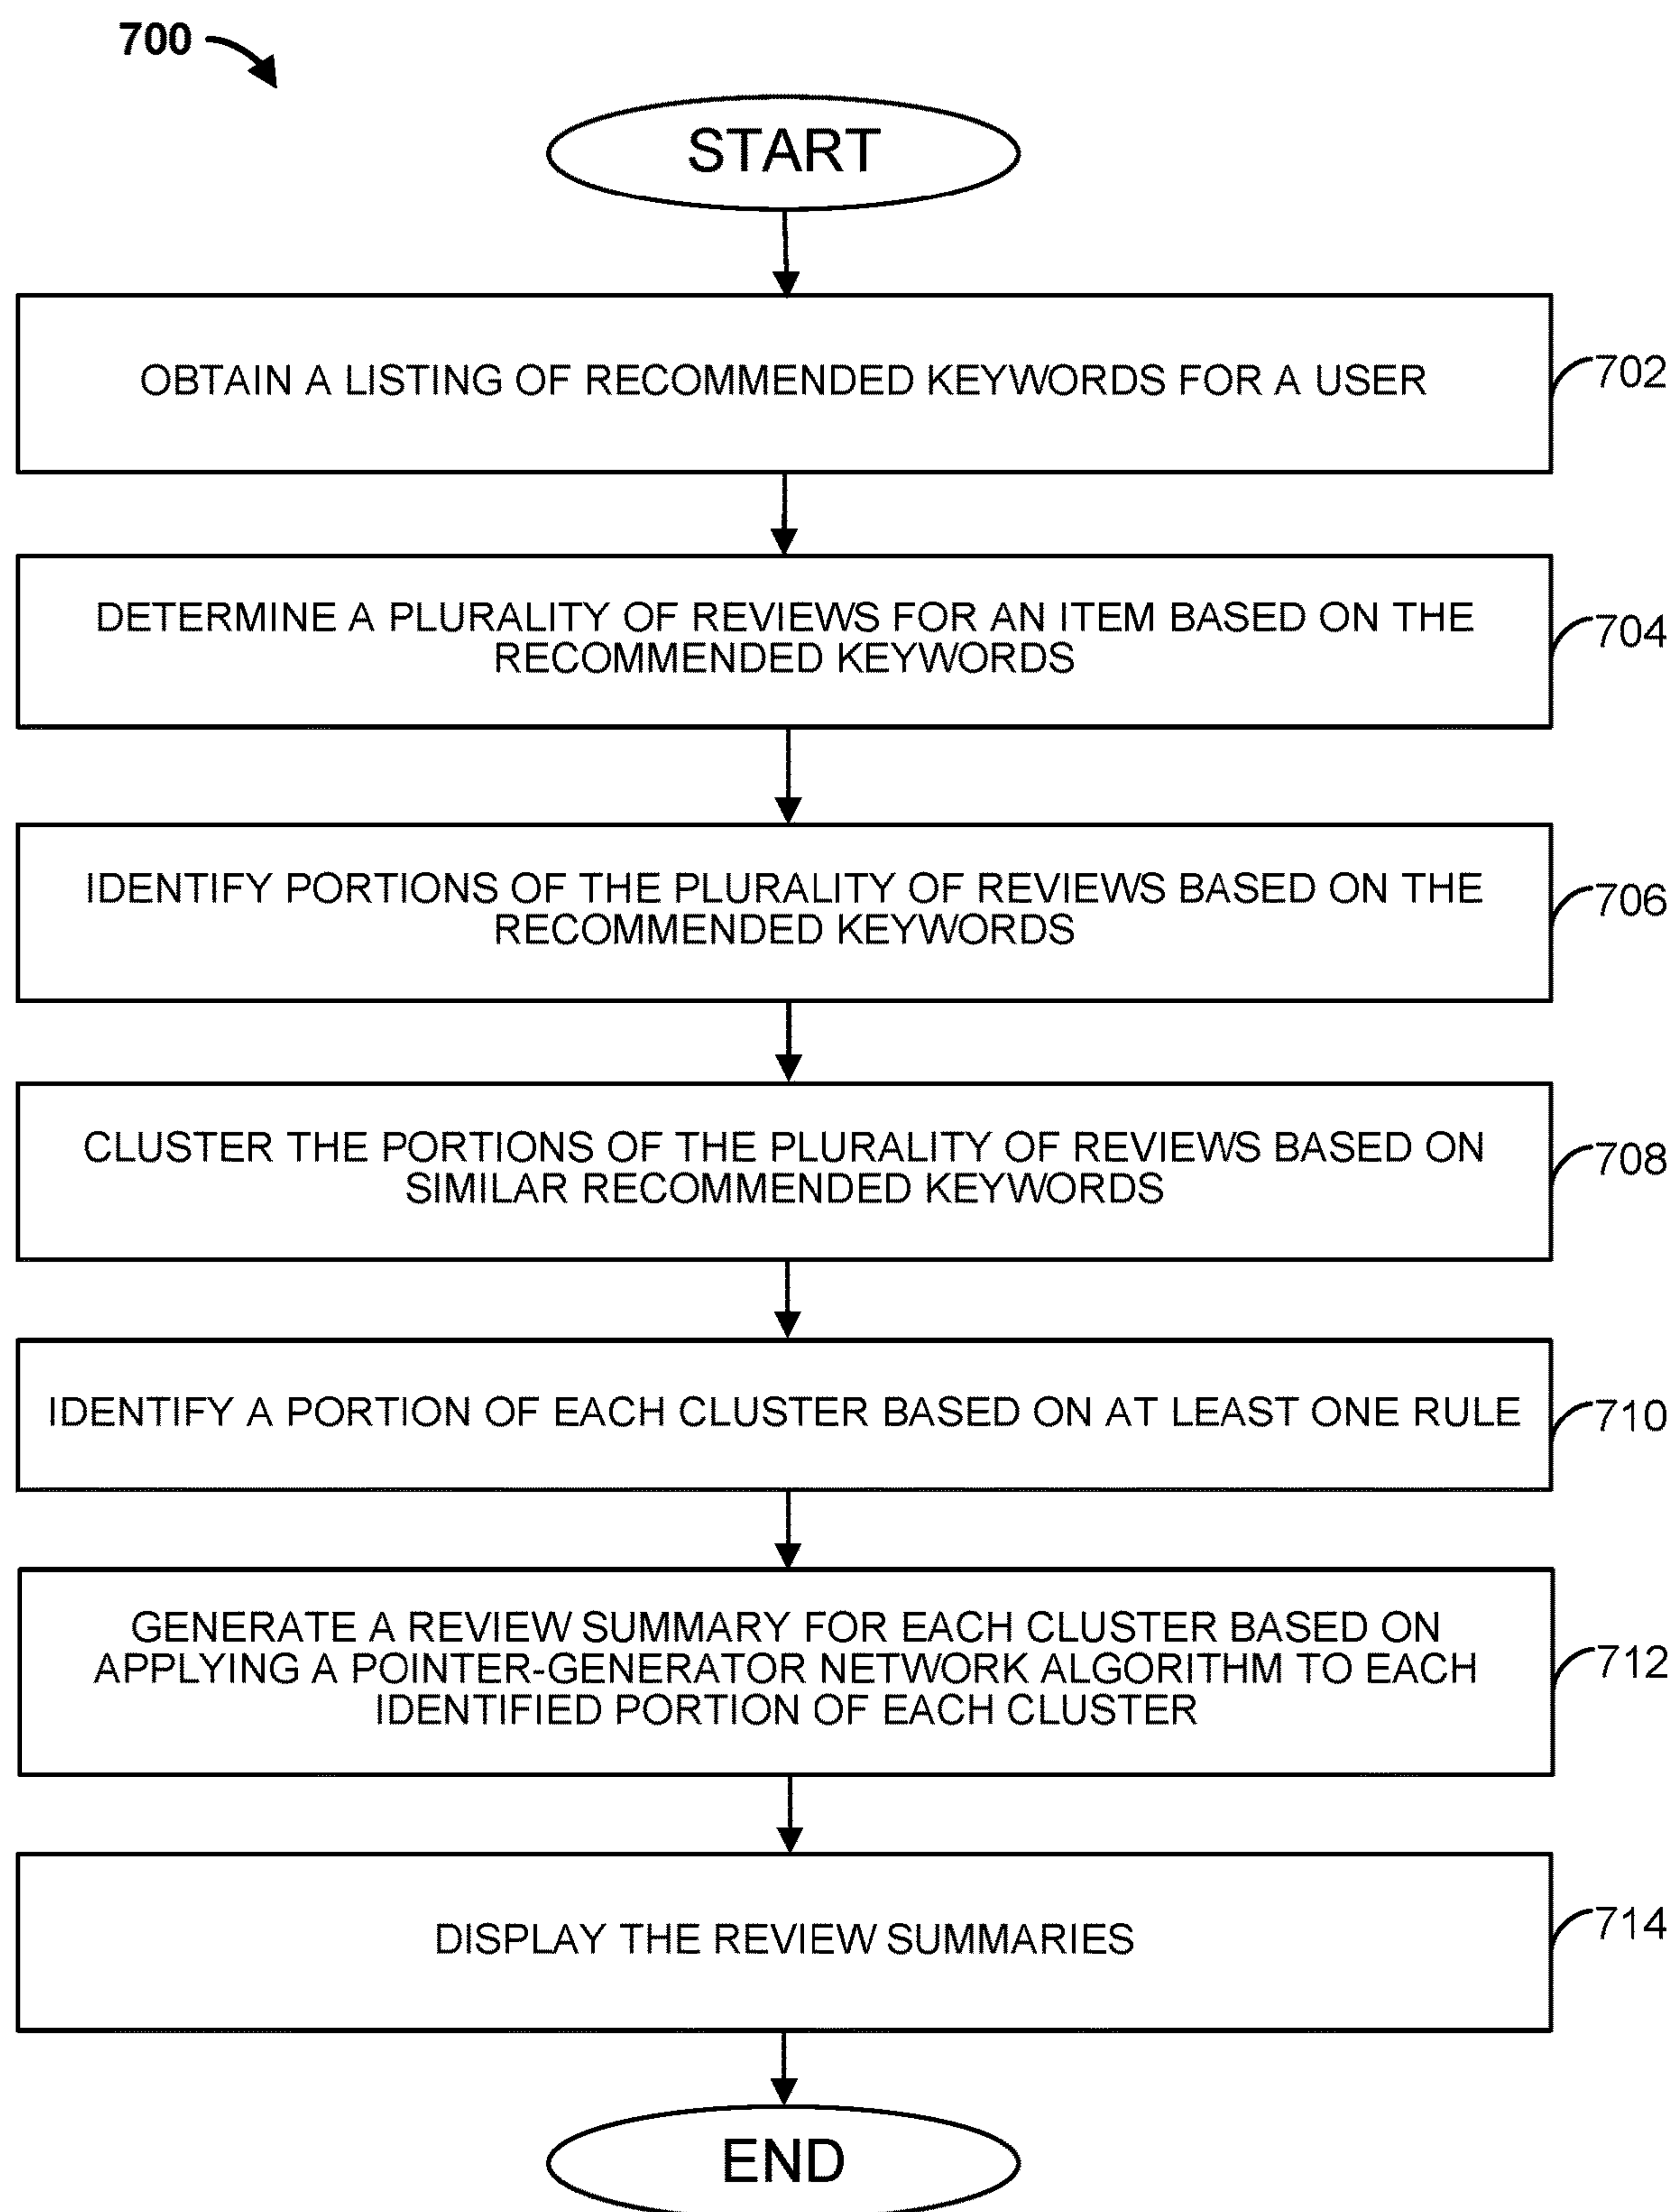 700
START
OBTAIN A LISTING OF RECOMMENDED KEYWORDS FOR A USER
702
DETERMINE A PLURALITY OF REVIEWS FOR AN ITEM BASED ON THE
RECOMMENDED KEYWORDS
704
IDENTIFY PORTIONS OF THE PLURALITY OF REVIEWS BASED ON THE
RECOMMENDED KEYWORDS
706
CLUSTER THE PORTIONS OF THE PLURALITY OF REVIEWS BASED ON
SIMILAR RECOMMENDED KEYWORDS
708
IDENTIFY A PORTION OF EACH CLUSTER BASED ON AT LEAST ONE RULE
710
GENERATE A REVIEW SUMMARY FOR EACH CLUSTER BASED ON
APPLYING A POINTER-GENERATOR NETWORK ALGORITHM TO EACH
IDENTIFIED PORTION OF EACH CLUSTER
712
DISPLAY THE REVIEW SUMMARIES
714
END